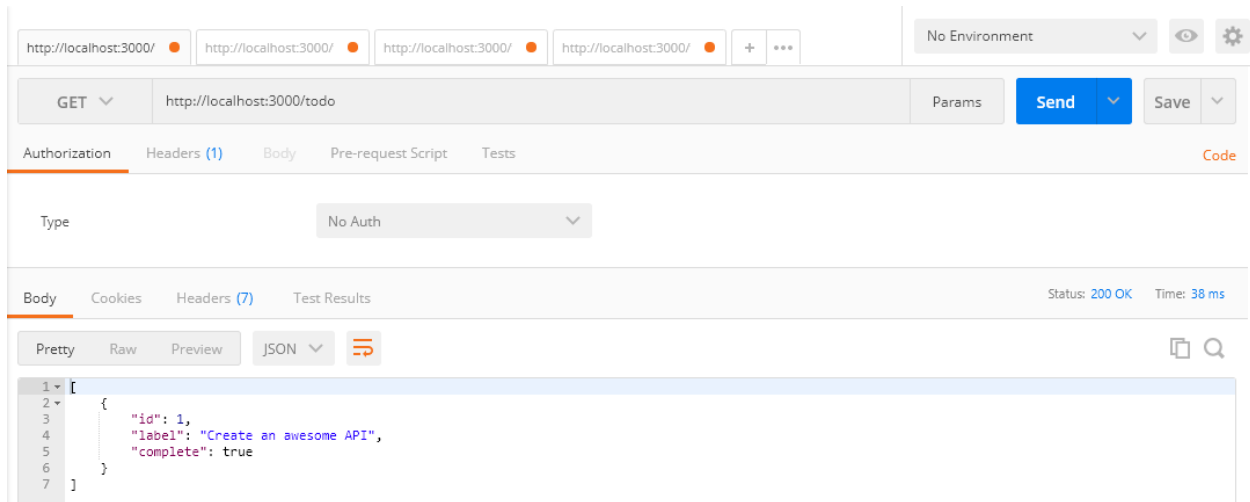 http://localhost:3000/ http://localhost:3000/ http://localhost:3000/ http://localhost:3000/ + ••• No Environment
GET http://localhost:3000/todo Params Send Save
Authorization Headers (1) Body Pre-request Script Tests Code
Type No Auth
Body Cookies Headers (7) Test Results Status: 200 OK Time: 38 ms
Pretty Raw Preview JSON
1 [
2 {
3 "id": 1,
4 "label": "Create an awesome API",
5 "complete": true
6 }
7 ]